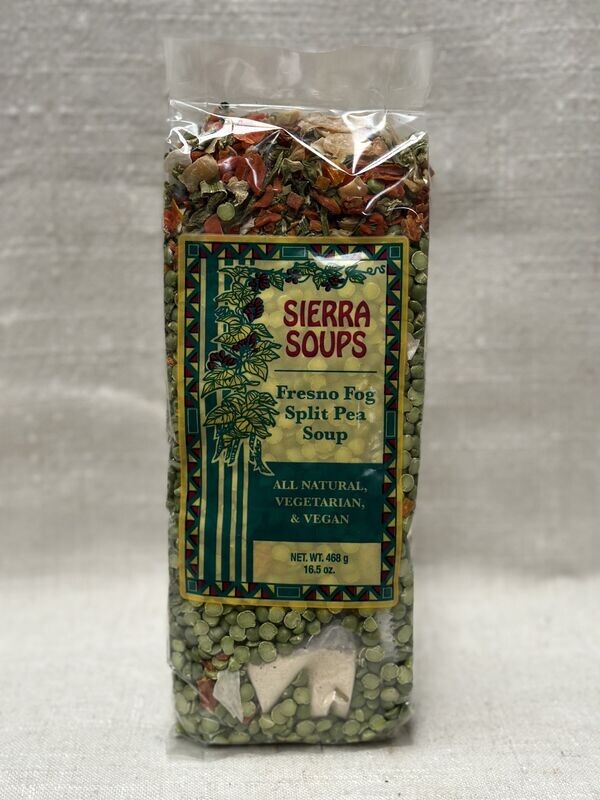 SIERRA
SOUPS
Fresno Fog
Split Pea
Soup
ALL NATURAL,
VEGETARIAN,
& VEGAN
NET. WT. 468 g
16.5 oz.